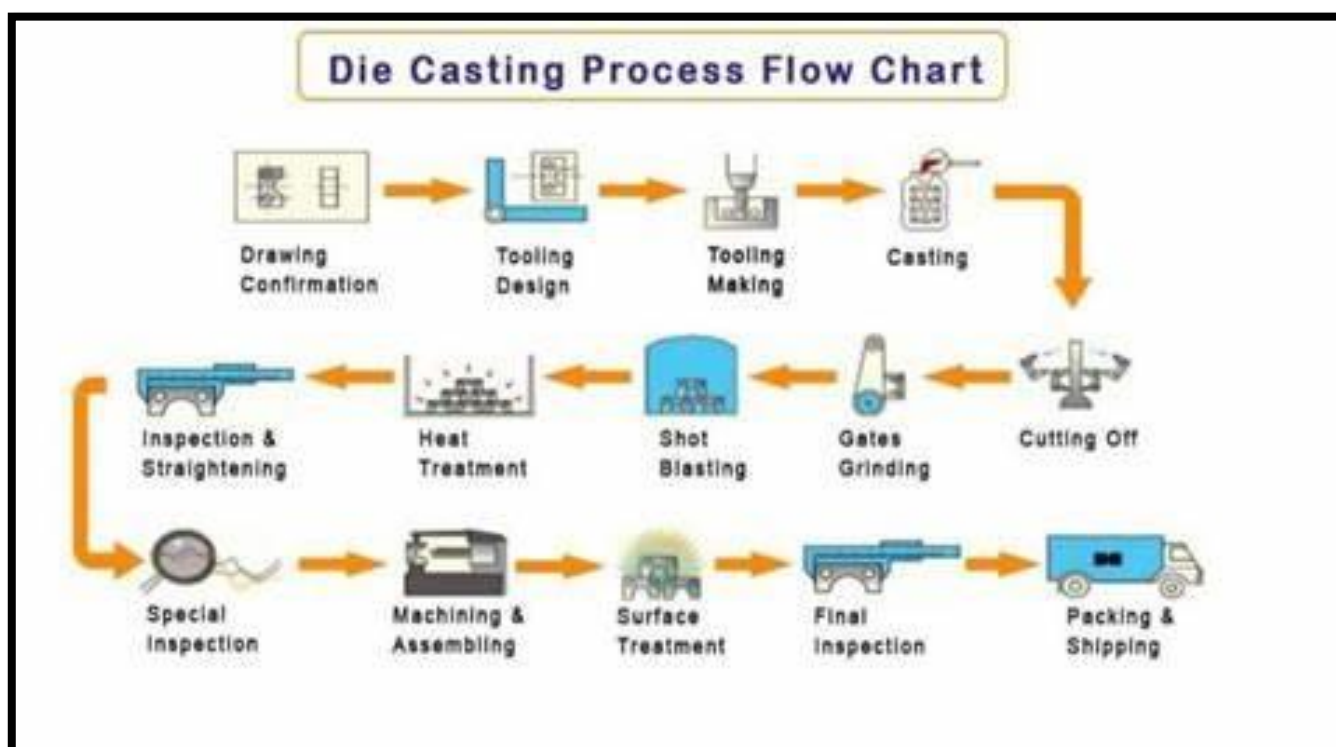 Die Casting Process Flow Chart
Drawing
Confirmation
Tooling
Design
Tooling
Making
Casting
Cutting Off
Gates
Grinding
Shot
Blasting
Heat
Treatment
Inspection &
Straightening
Special
Inspection
Machining &
Assembling
Surface
Treatment
Final
Inspection
Packing &
Shipping